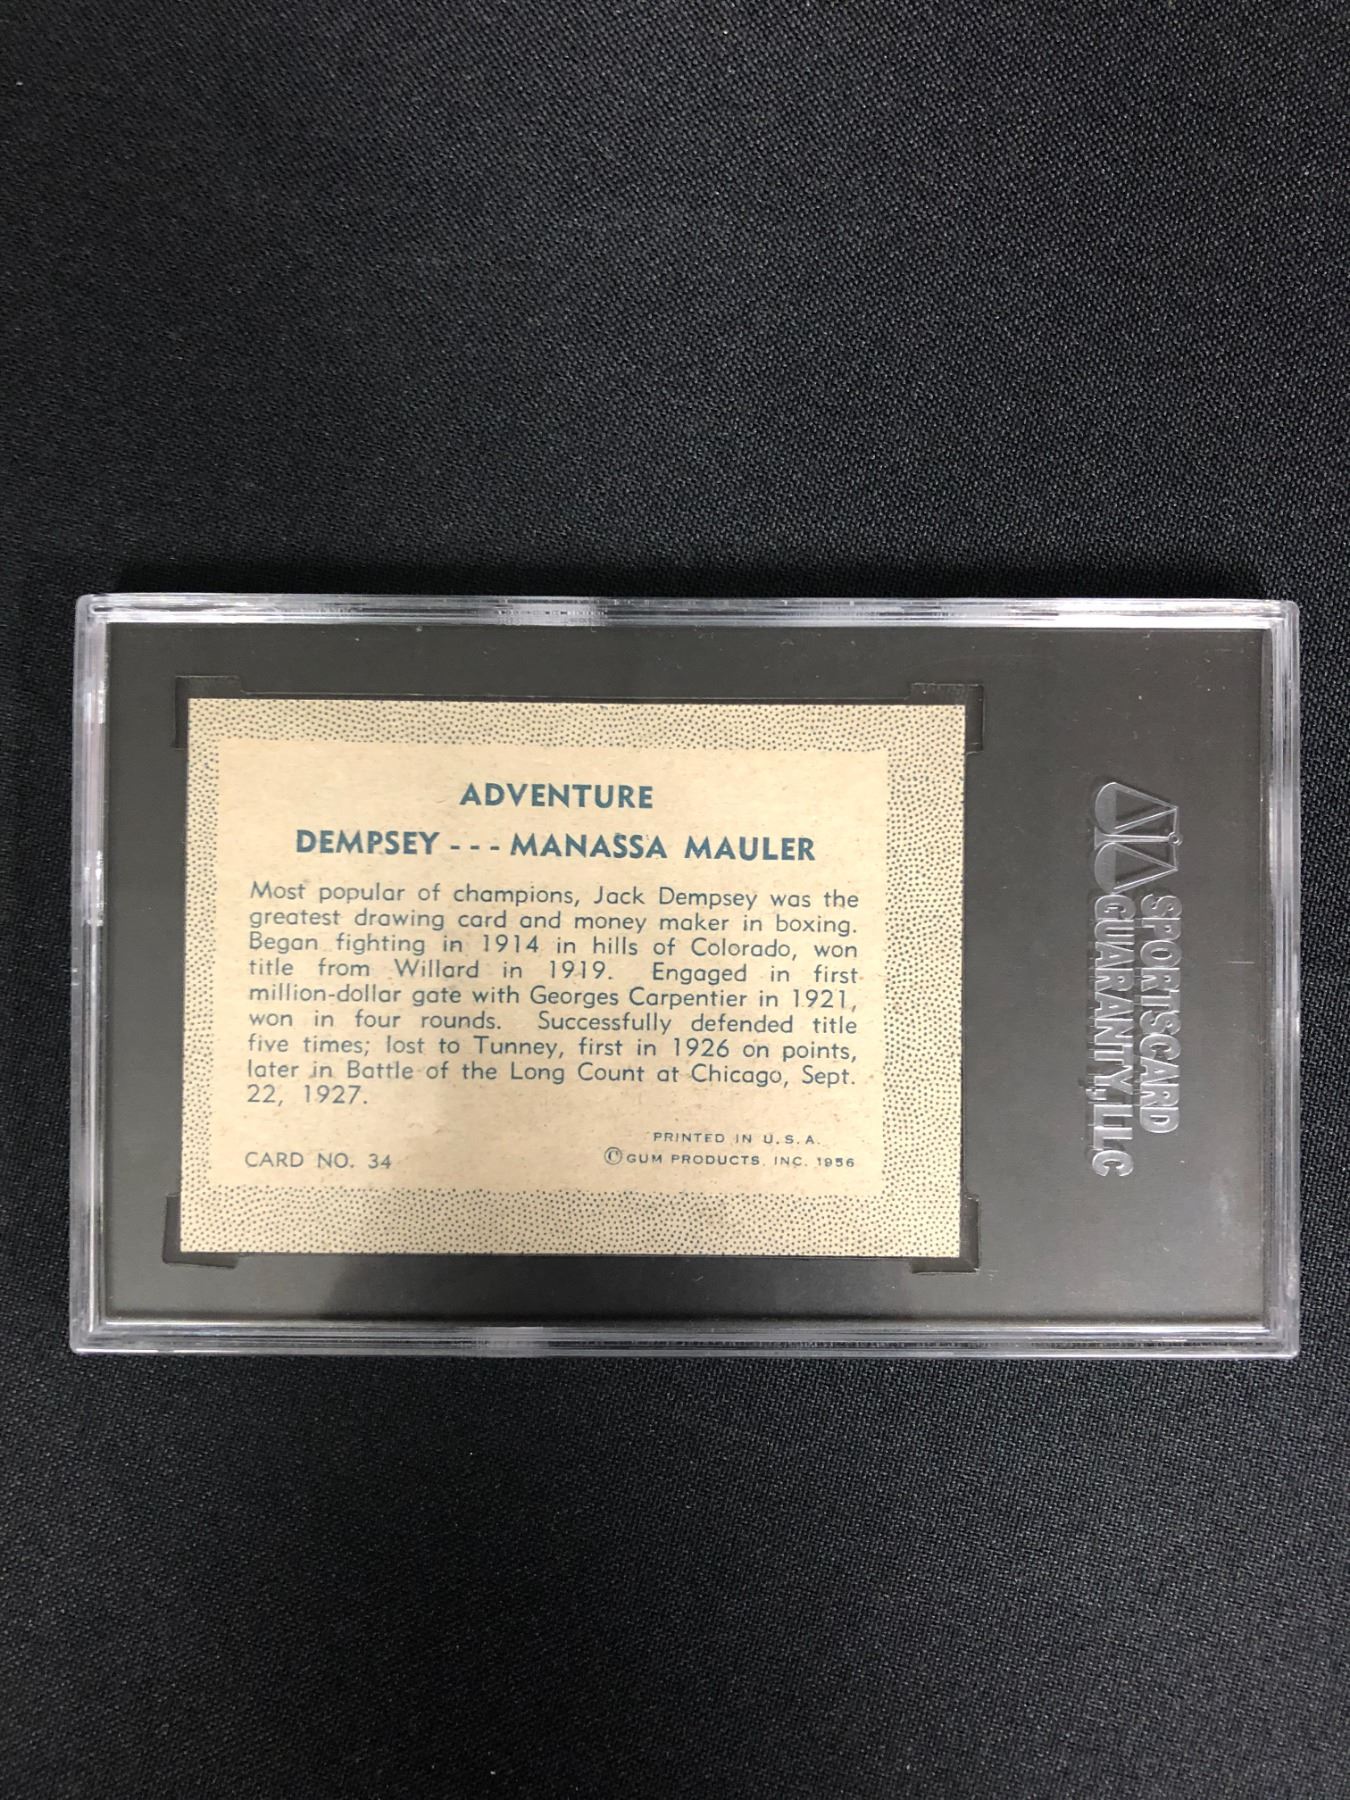 ADVENTURE
DEMPSEY --- MANASSA MAULER
Most popular of champions, Jack Dempsey was the
greatest drawing card and money maker in boxing.
Began fighting in 1914 in hills of Colorado, won
title from Willard in 1919. Engaged in first
million-dollar gate with Georges Carpentier in 1921,
won in four rounds. Successfully defended title
five times; lost to Tunney, first in 1926 on points,
later in Battle of the Long Count at Chicago, Sept.
22, 1927.
PRINTED IN U.S.A.
CARD NO. 34 ©GUM PRODUCTS, INC. 1956
SPORTSCARD
GUARANTY, LLC